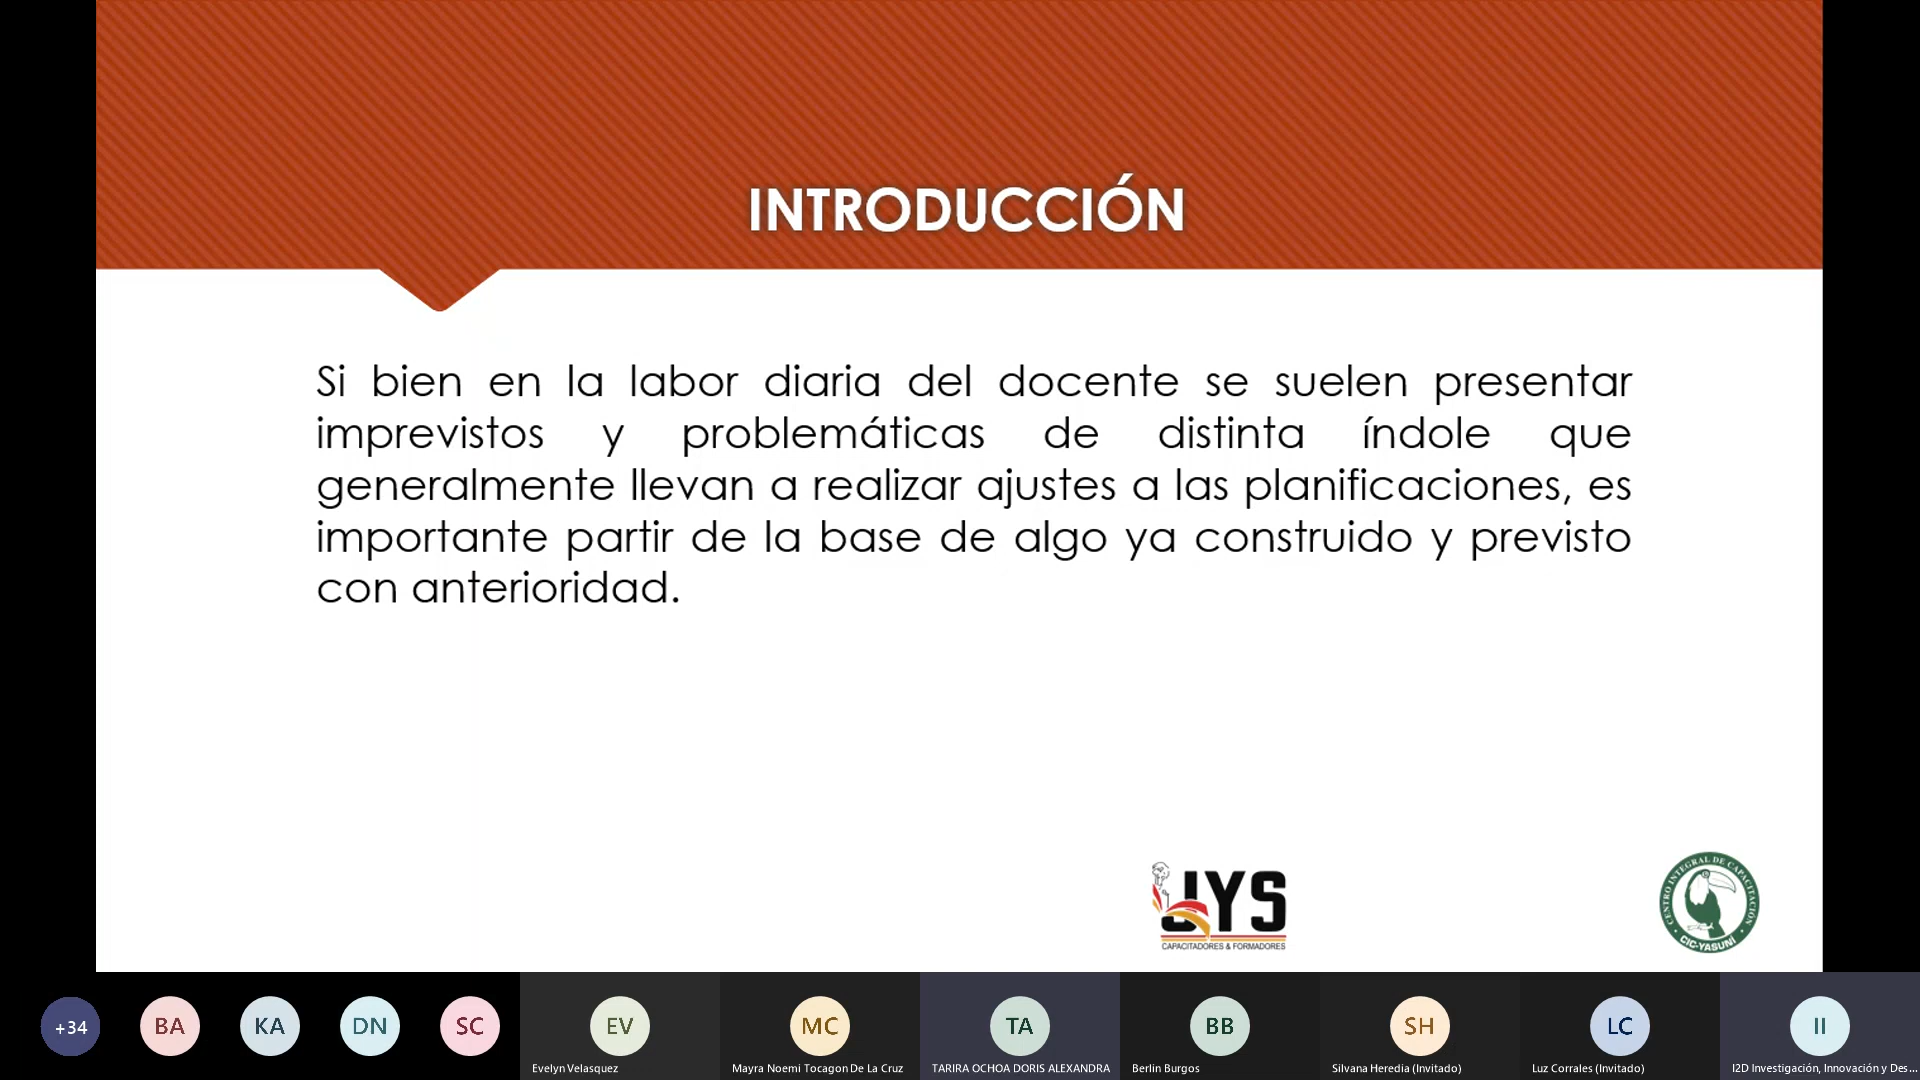 INTRODUCCIÓN
Si bien en la labor diaria del docente se suelen presentar
imprevistos y problemáticas de distinta índole que
generalmente llevan a realizar ajustes a las planificaciones, es
importante partir de la base de algo ya construido y previsto
con anterioridad.
JYS
CAPACITADORES & FORMADORES
CENTRO INTEGRAL DE CAPACITACIÓN
CIC-YASUNÍ
+34
BA
KA
DN
SC
EV
MC
TA
BB
SH
LC
II
Evelyn Velasquez
Mayra Noemi Tocagon De La Cruz
TARIRA OCHOA DORIS ALEXANDRA
Berlin Burgos
Silvana Heredia (Invitado)
Luz Corrales (Invitado)
I2D Investigación, Innovación y Des...